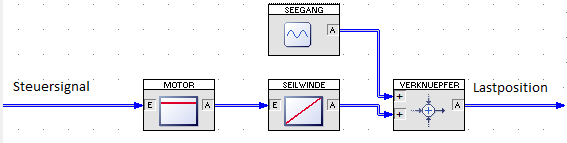 SEEGANG
A
Steuersignal
MOTOR
SEILWINDE
VERKNUEPFER
Lastposition
E A
E A
+ A
+